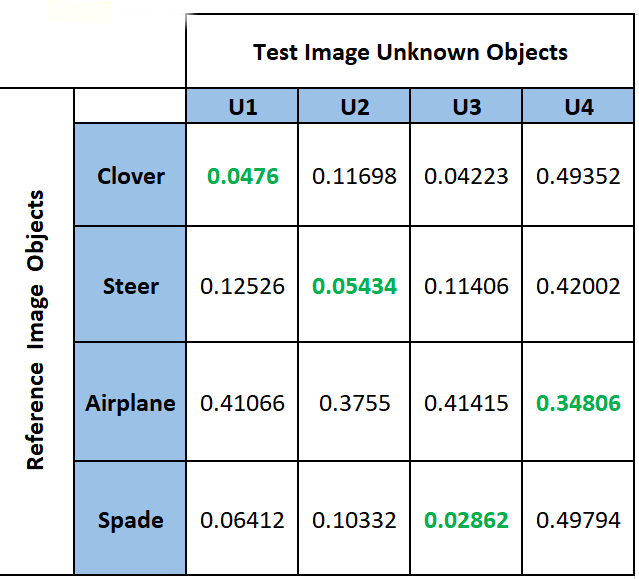 Test Image Unknown Objects
U1 U2 U3 U4
Reference Image Objects
Clover 0.0476 0.11698 0.04223 0.49352
Steer 0.12526 0.05434 0.11406 0.42002
Airplane 0.41066 0.3755 0.41415 0.34806
Spade 0.06412 0.10332 0.02862 0.49794